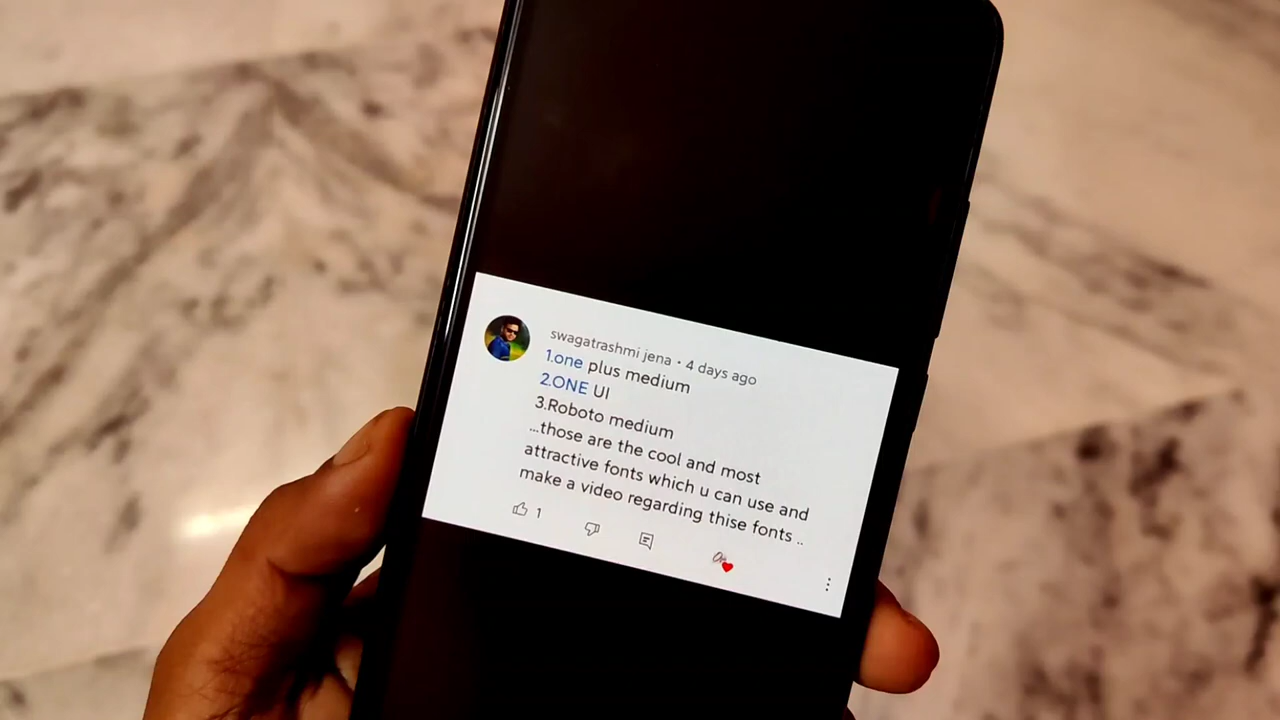 swagatrashmi jena • 4 days ago
1.one plus medium
2.ONE UI
3.Roboto medium
...those are the cool and most
attractive fonts which u can use and
make a video regarding thise fonts ..
1